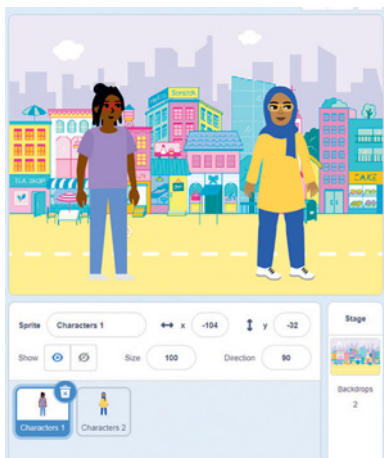 Scratch
TEA SHOP
CAKE
Sprite Characters 1 x -104 y -32
Show Size 100 Direction 90
Stage
Backdrops
2
Characters 1 Characters 2